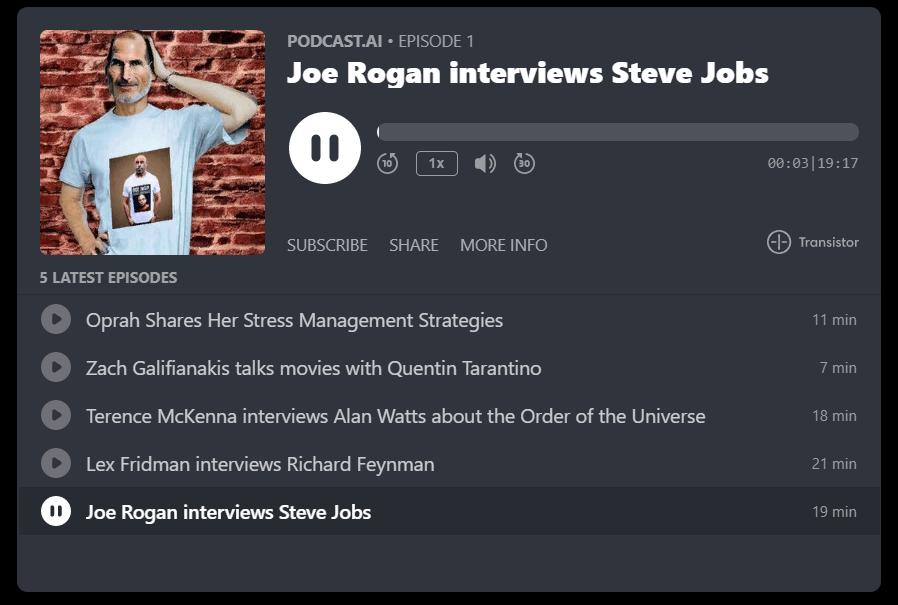 PODCAST.AI • EPISODE 1
Joe Rogan interviews Steve Jobs
10 1x 30 00:03|19:17
SUBSCRIBE SHARE MORE INFO Transistor
5 LATEST EPISODES
Oprah Shares Her Stress Management Strategies 11 min
Zach Galifianakis talks movies with Quentin Tarantino 7 min
Terence McKenna interviews Alan Watts about the Order of the Universe 18 min
Lex Fridman interviews Richard Feynman 21 min
Joe Rogan interviews Steve Jobs 19 min